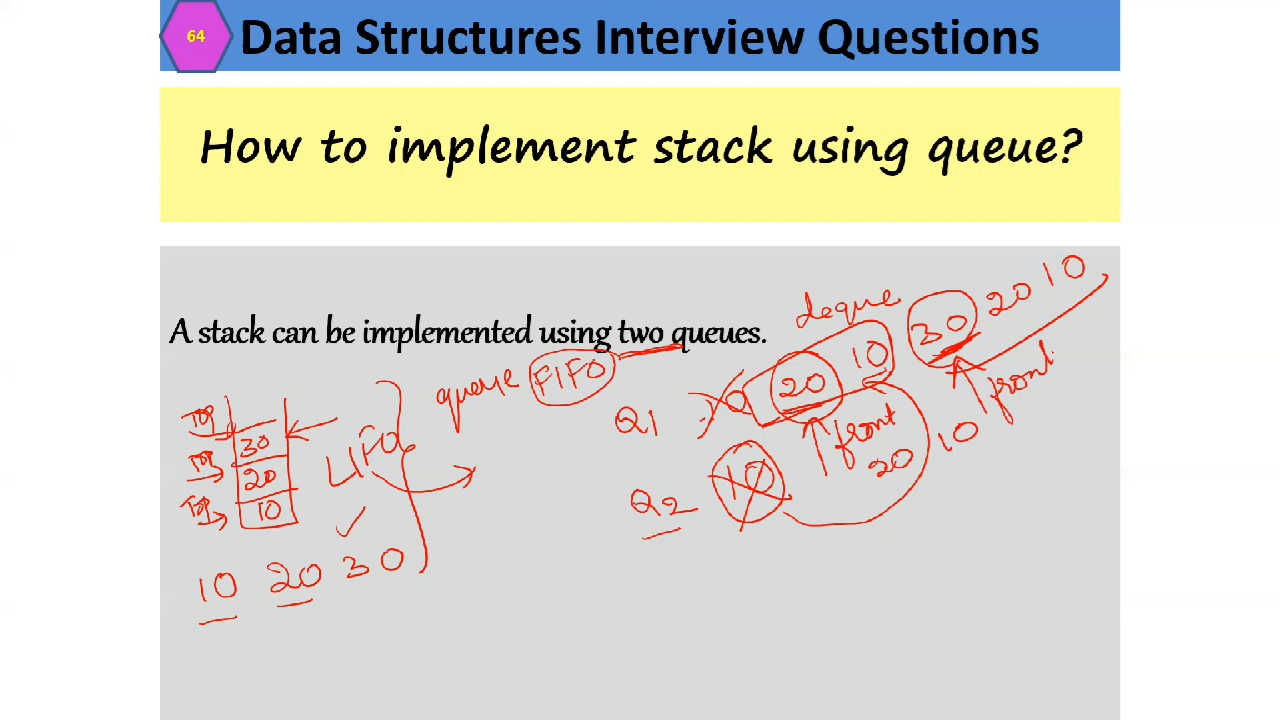 64
Data Structures Interview Questions
How to implement stack using queue?
A stack can be implemented using two queues.
deque
30 20 10
queue FIFO
Q1 10 20 10
front
front
20 10
Q2 10
Top 30
Top 20
Top 10
LIFO
10 20 30